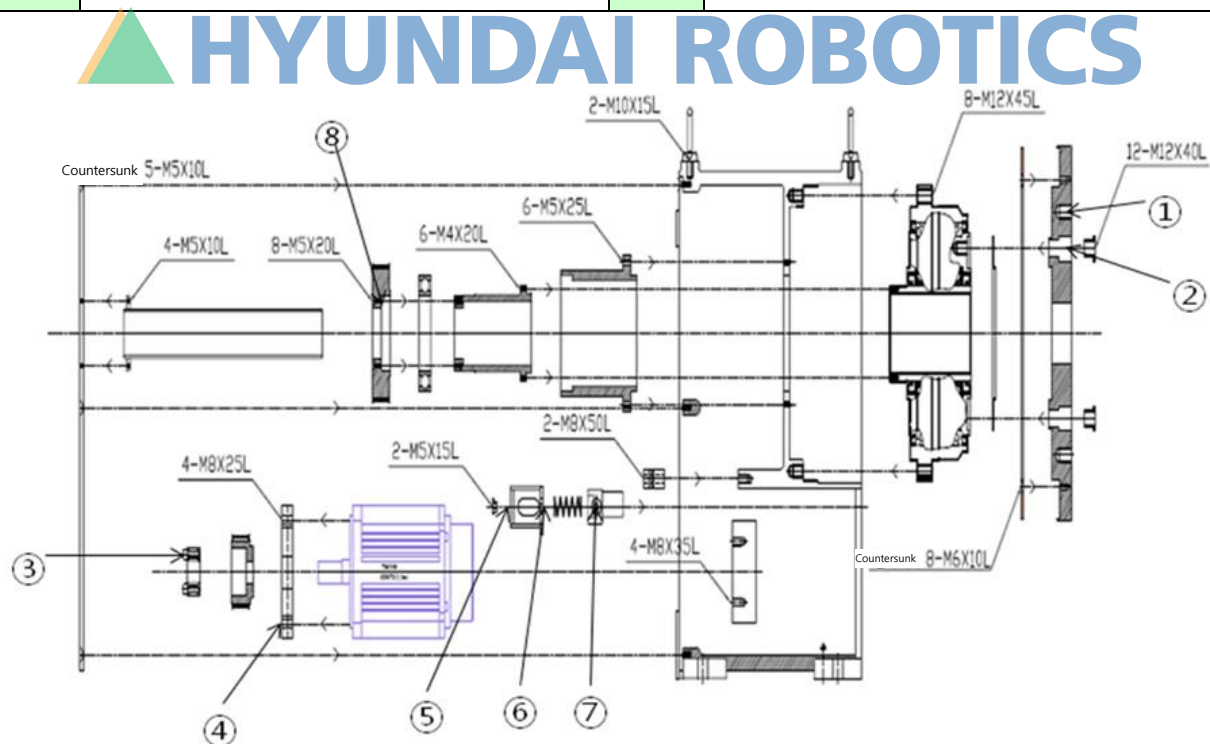 HYUNDAI ROBOTICS
2-M10X15L
8-M12X45L
⑧
Countersunk 5-M5X10L
12-M12X40L
6-M5X25L
①
4-M5X10L
8-M5X20L
6-M4X20L
②
2-M8X50L
2-M5X15L
4-M8X25L
4-M8X35L
Countersunk 8-M6X10L
③
④
⑤
⑥
⑦